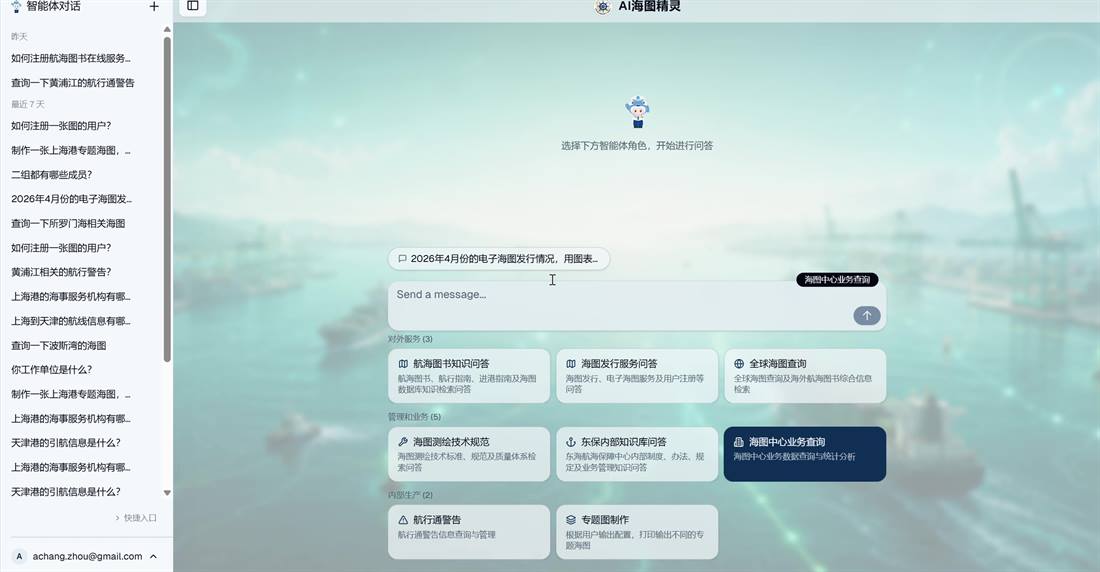 智能体对话
昨天
如何注册航海图书在线服务...
查询一下黄浦江的航行通警告
最近 7 天
如何注册一张图的用户?
制作一张上海港专题海图，...
二组都有哪些成员?
2026年4月份的电子海图发...
查询一下所罗门海相关海图
如何注册一张图的用户?
黄浦江相关的航行警告?
上海港的海事服务机构有哪...
上海到天津的航线信息有哪...
查询一下波斯湾的海图
你工作单位是什么?
制作一张上海港专题海图，...
上海港的海事服务机构有哪...
天津港的引航信息是什么?
上海港的海事服务机构有哪...
天津港的引航信息是什么?
快捷入口
A achang.zhou@gmail.com
AI海图精灵
选择下方智能体角色，开始进行问答
2026年4月份的电子海图发行情况，用图表...
海图中心业务查询
Send a message...
对外服务 (3)
航海图书知识问答
航海图书、航行指南、进港指南及海图
数据库知识检索问答
海图发行服务问答
海图发行、电子海图服务及用户注册等
问答
全球海图查询
全球海图查询及海外航海图书综合信息
检索
管理和业务 (5)
海图测绘技术规范
海图测绘技术标准、规范及质量体系检
索问答
东保内部知识库问答
东海航海保障中心内部制度、办法、规
定及业务管理知识问答
海图中心业务查询
海图中心业务数据查询与统计分析
内部生产 (2)
航行通警告
航行通警告信息查询与管理
专题图制作
根据用户输出配置，打印输出不同的专
题海图